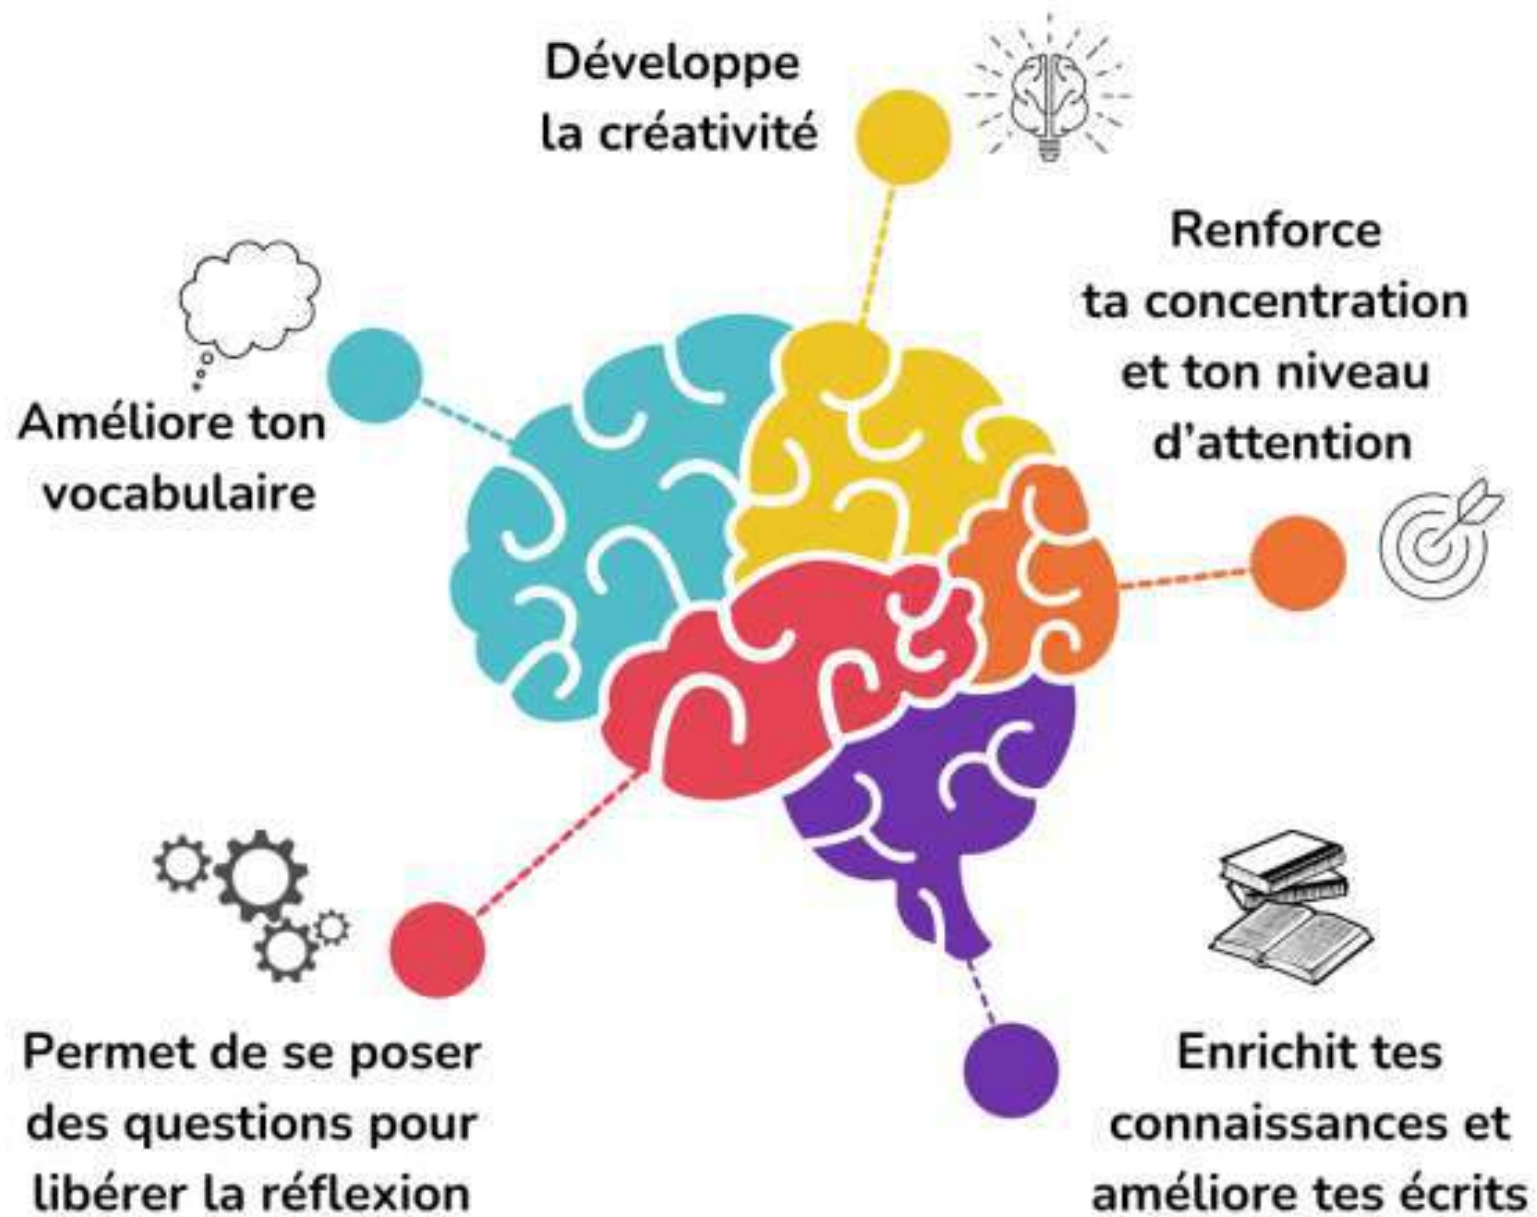 Développe
la créativité
Renforce
ta concentration
et ton niveau
d'attention
Améliore ton
vocabulaire
Permet de se poser
des questions pour
libérer la réflexion
Enrichit tes
connaissances et
améliore tes écrits